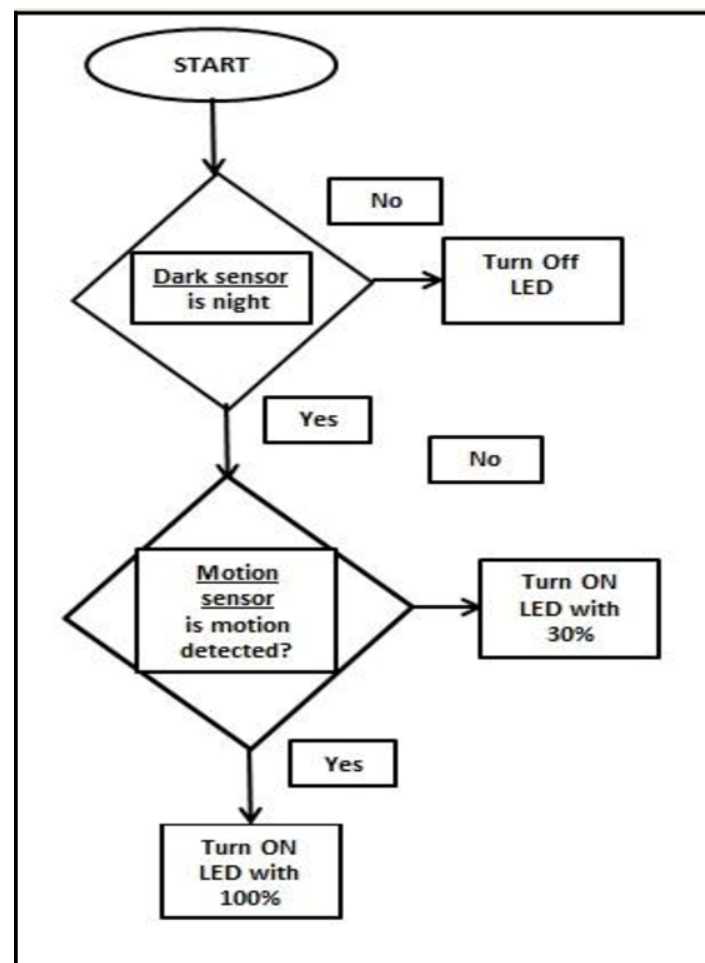 START
No
Dark sensor
is night
Turn Off
LED
Yes
No
Motion
sensor
is motion
detected?
Turn ON
LED with
30%
Yes
Turn ON
LED with
100%